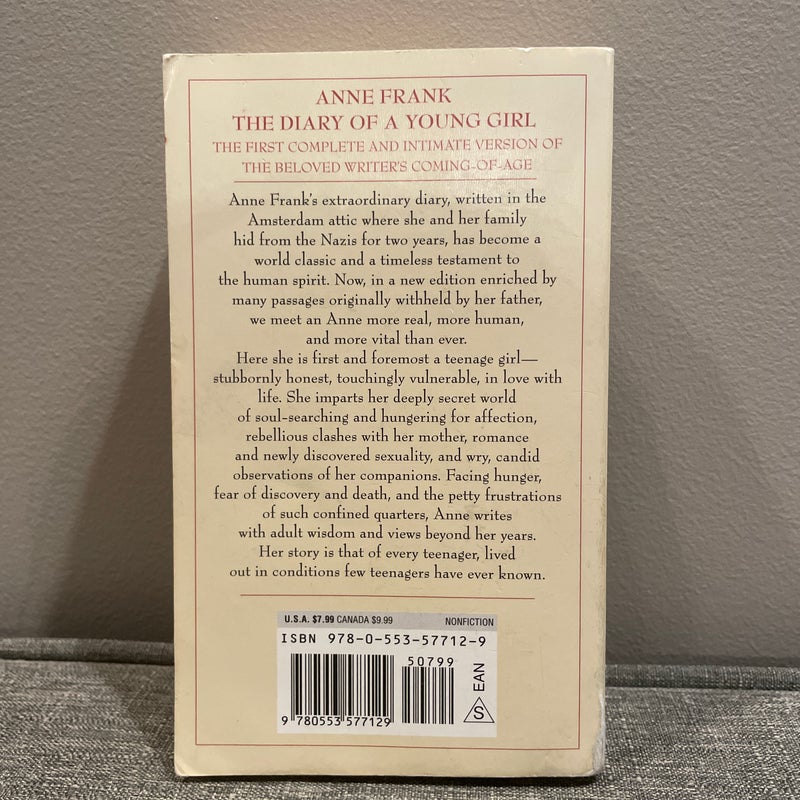 ANNE FRANK
THE DIARY OF A YOUNG GIRL
THE FIRST COMPLETE AND INTIMATE VERSION OF
THE BELOVED WRITER'S COMING-OF-AGE
Anne Frank's extraordinary diary, written in the
Amsterdam attic where she and her family
hid from the Nazis for two years, has become a
world classic and a timeless testament to
the human spirit. Now, in a new edition enriched by
many passages originally withheld by her father,
we meet an Anne more real, more human,
and more vital than ever.
Here she is first and foremost a teenage girl—
stubbornly honest, touchingly vulnerable, in love with
life. She imparts her deeply secret world
of soul-searching and hungering for affection,
rebellious clashes with her mother, romance
and newly discovered sexuality, and wry, candid
observations of her companions. Facing hunger,
fear of discovery and death, and the petty frustrations
of such confined quarters, Anne writes
with adult wisdom and views beyond her years.
Her story is that of every teenager, lived
out in conditions few teenagers have ever known.
U.S.A. $7.99 CANADA $9.99 NONFICTION
ISBN 978-0-553-57712-9
50799
9 780553 577129
EAN
S